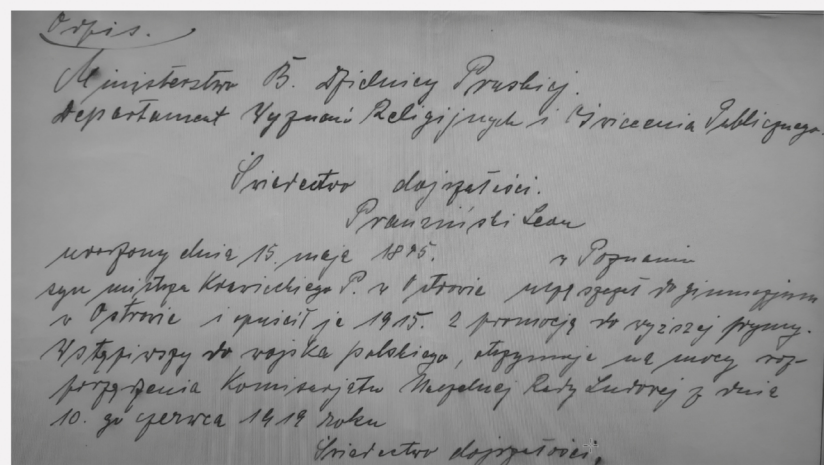 Odpis.
Ministerstwo B. Dzielnicy Pruskiej.
Departament Wyznań Religijnych i Oświecenia Publicznego.
Świadectwo dojrzałości.
Leon
urodzony dnia 15. maja w Poznaniu
syn mistrza Krawieckiego P. w Ostrowie uczęszczał do gimnazjum
w Ostrowie i opuścił je 1915. z promocją do wyższej prymy.
Wstąpiwszy do wojska polskiego, otrzymuje na mocy roz-
porządzenia Komisarjatu Naczelnej Rady Ludowej z dnia
10. go czerwca 1919 roku
Świadectwo dojrzałości,